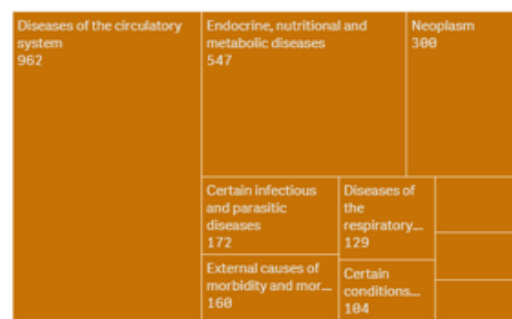 Diseases of the circulatory
system
962
Endocrine, nutritional and
metabolic diseases
547
Neoplasm
300
Certain infectious
and parasitic
diseases
172
Diseases of
the
respiratory...
129
External causes of
morbidity and mor...
160
Certain
conditions...
104